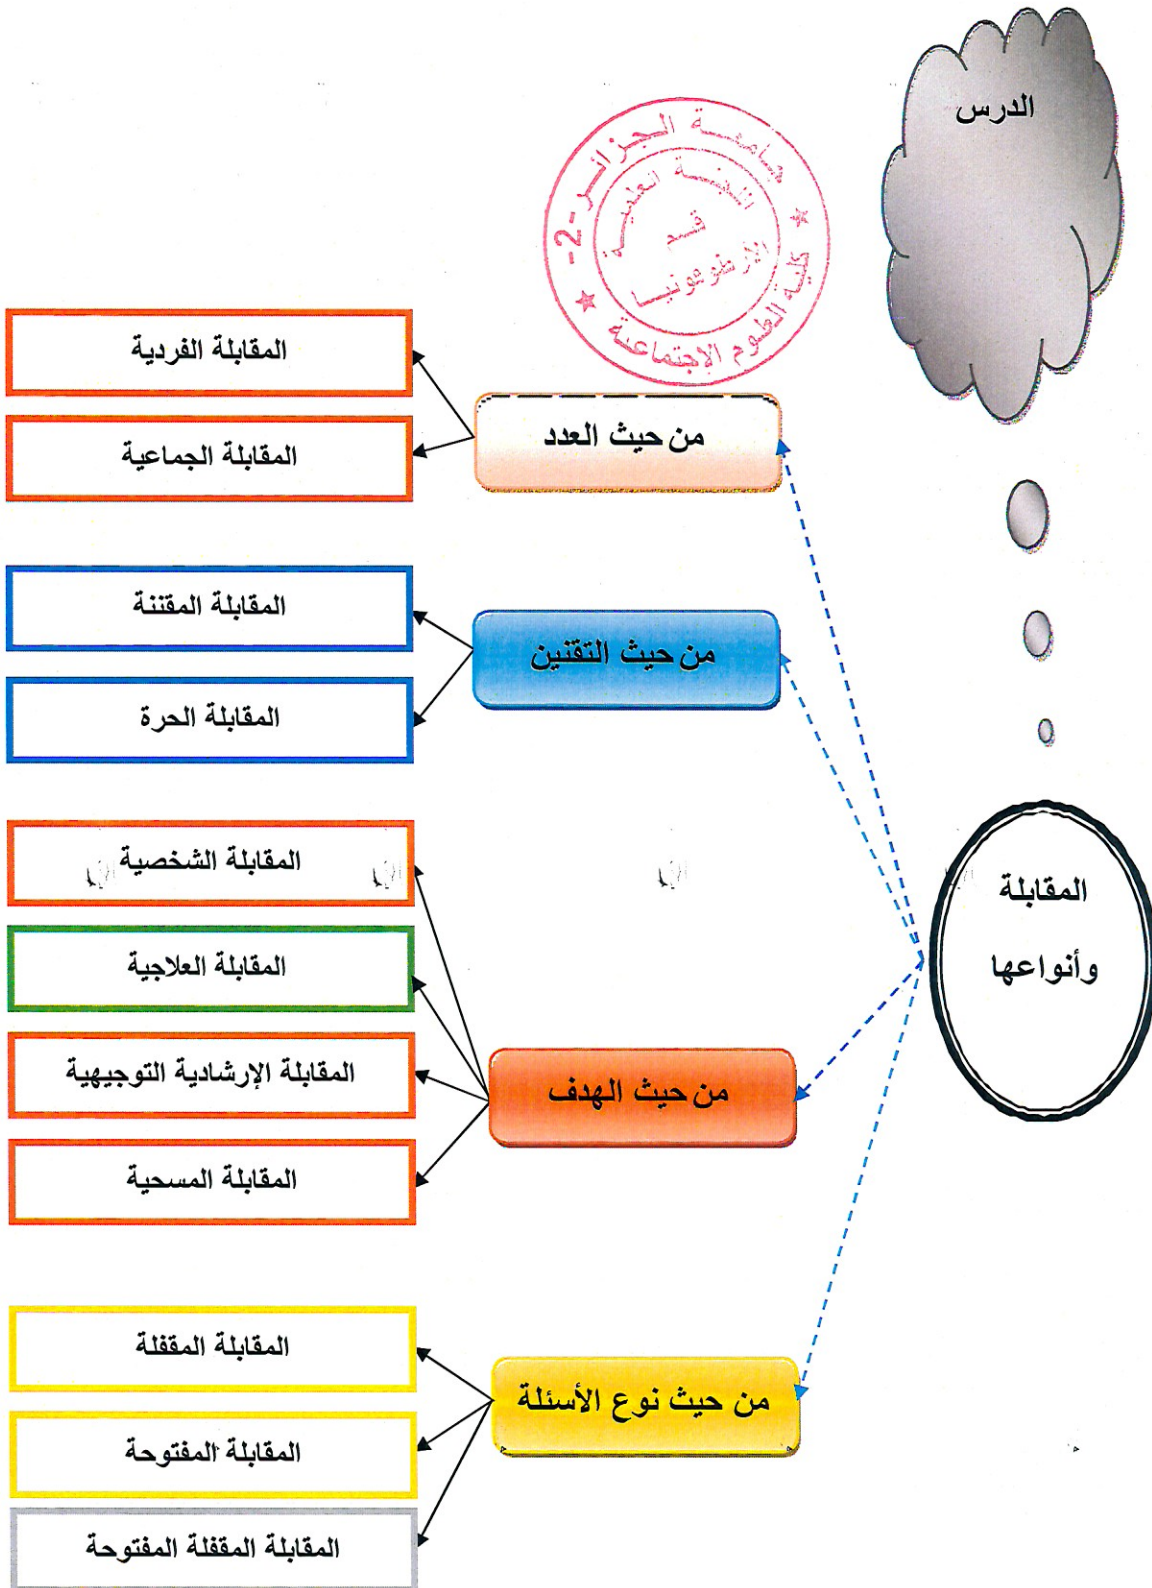 الدرس
جامعة الجزائر -2-
اللجنة العلمية
قسم
الأرطوفونيا
كلية العلوم الاجتماعية
المقابلة
وأنواعها
من حيث العدد
المقابلة الفردية
المقابلة الجماعية
من حيث التقنين
المقابلة المقننة
المقابلة الحرة
من حيث الهدف
المقابلة الشخصية
المقابلة العلاجية
المقابلة الإرشادية التوجيهية
المقابلة المسحية
من حيث نوع الأسئلة
المقابلة المقفلة
المقابلة المفتوحة
المقابلة المقفلة المفتوحة